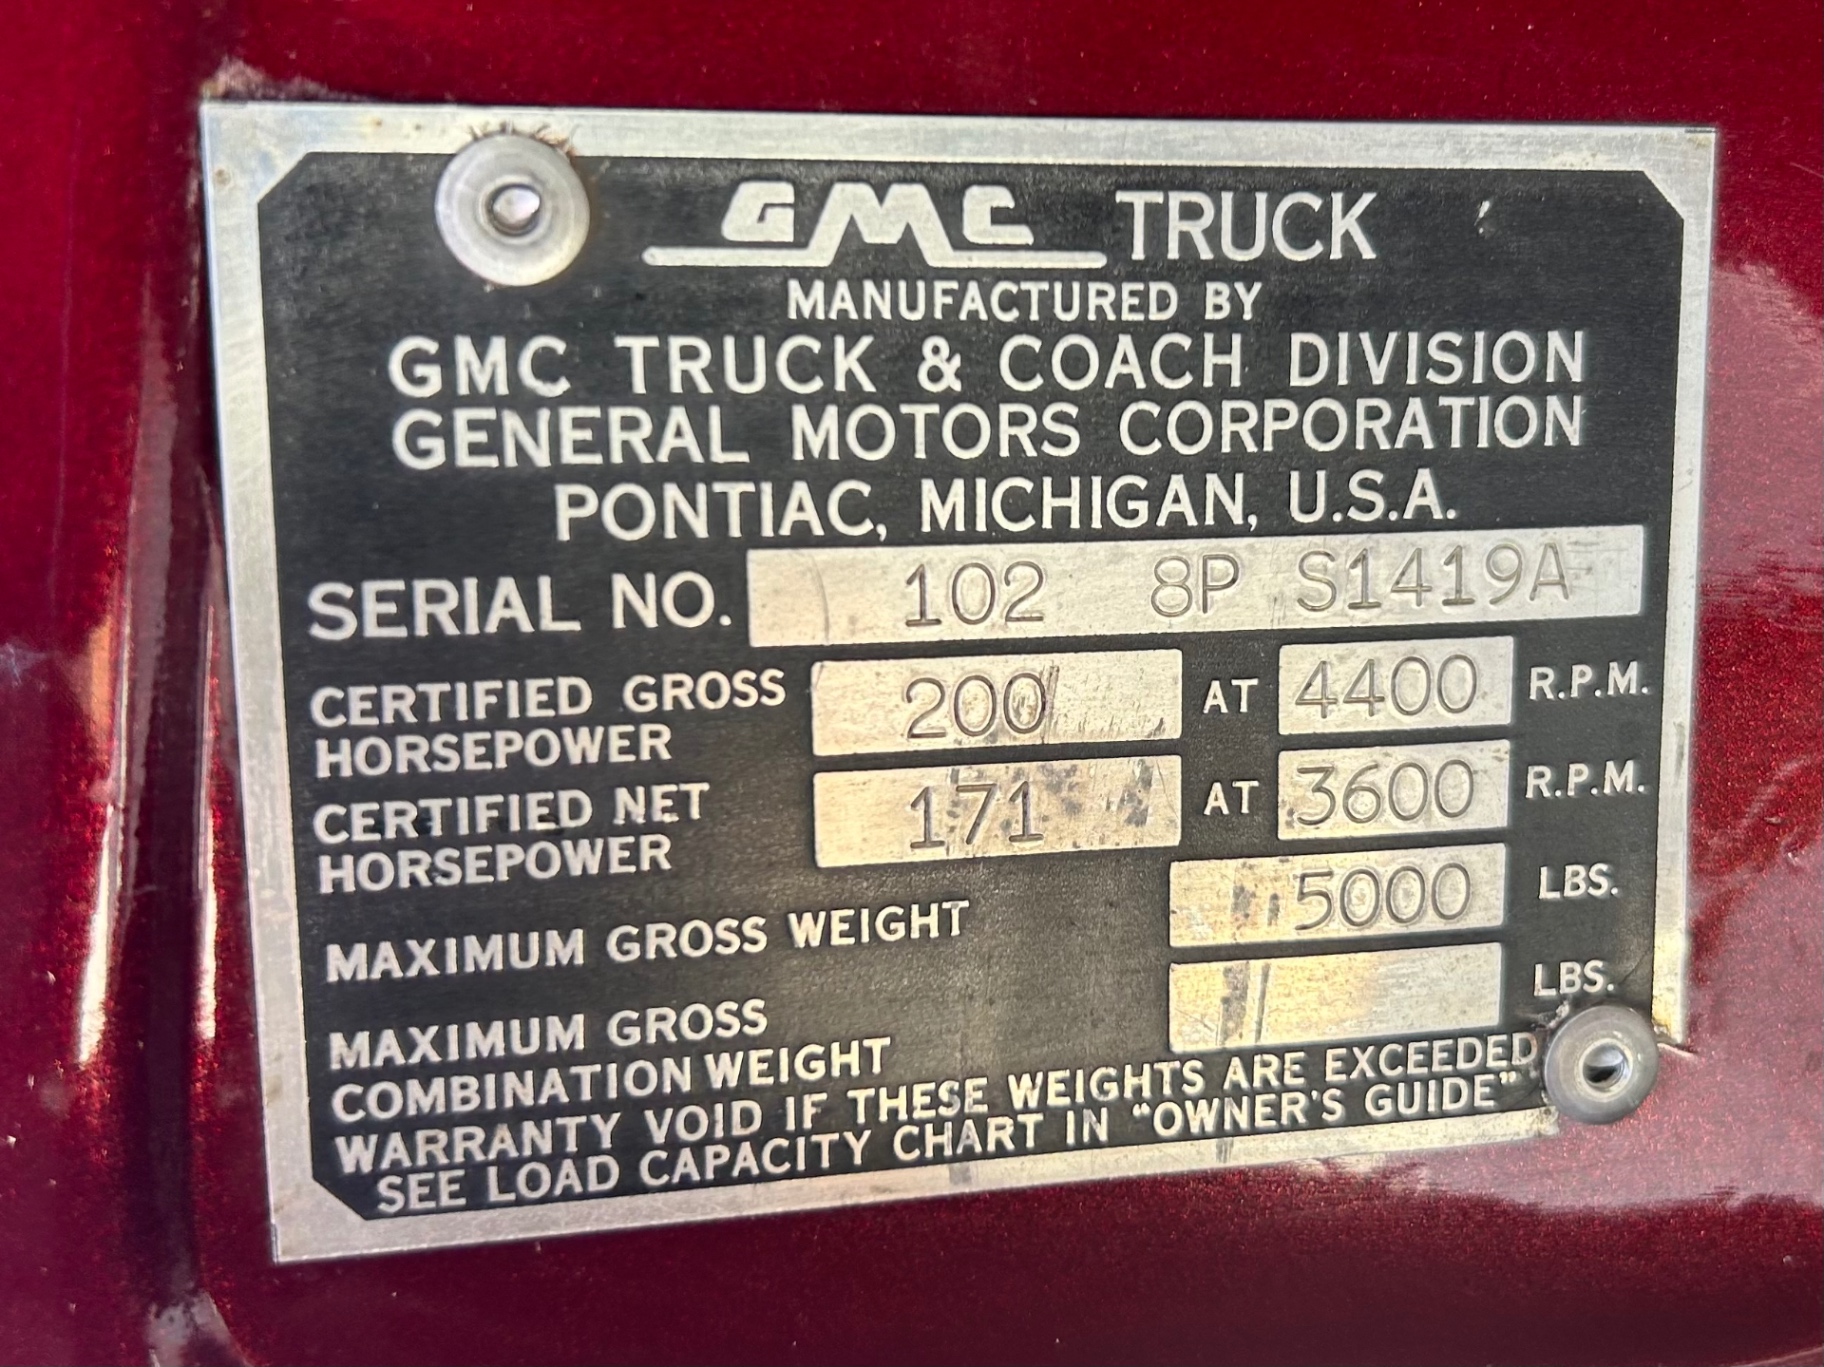 GMC TRUCK
MANUFACTURED BY
GMC TRUCK & COACH DIVISION
GENERAL MOTORS CORPORATION
PONTIAC, MICHIGAN, U.S.A.
SERIAL NO. 102 8P S1419A
CERTIFIED GROSS HORSEPOWER 200 AT 4400 R.P.M.
CERTIFIED NET HORSEPOWER 171 AT 3600 R.P.M.
MAXIMUM GROSS WEIGHT 5000 LBS.
MAXIMUM GROSS COMBINATION WEIGHT LBS.
WARRANTY VOID IF THESE WEIGHTS ARE EXCEEDED
SEE LOAD CAPACITY CHART IN "OWNER'S GUIDE"